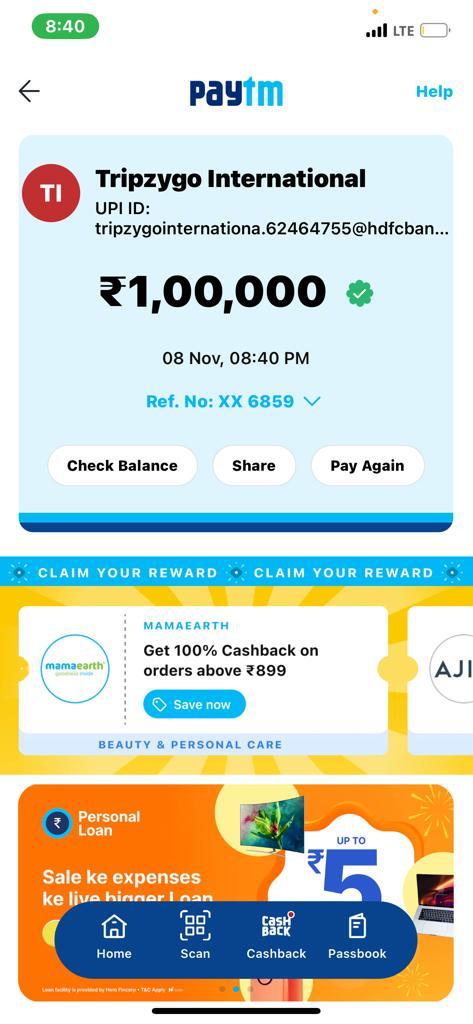 8:40
LTE
paytm
Help
TI
Tripzygo International
UPI ID:
tripzygointernationa.62464755@hdfcban...
₹1,00,000
08 Nov, 08:40 PM
Ref. No: XX 6859
Check Balance
Share
Pay Again
CLAIM YOUR REWARD
CLAIM YOUR REWARD
MAMAEARTH
mamaearth
goodness inside
Get 100% Cashback on
orders above ₹899
Save now
BEAUTY & PERSONAL CARE
AJI
₹
Personal
Loan
Sale ke expenses
ke live bigger Loan
UP TO
₹5
Home
Scan
CASH BACK
Cashback
Passbook
Loan facility is provided by Hero Fincorp • T&C Apply